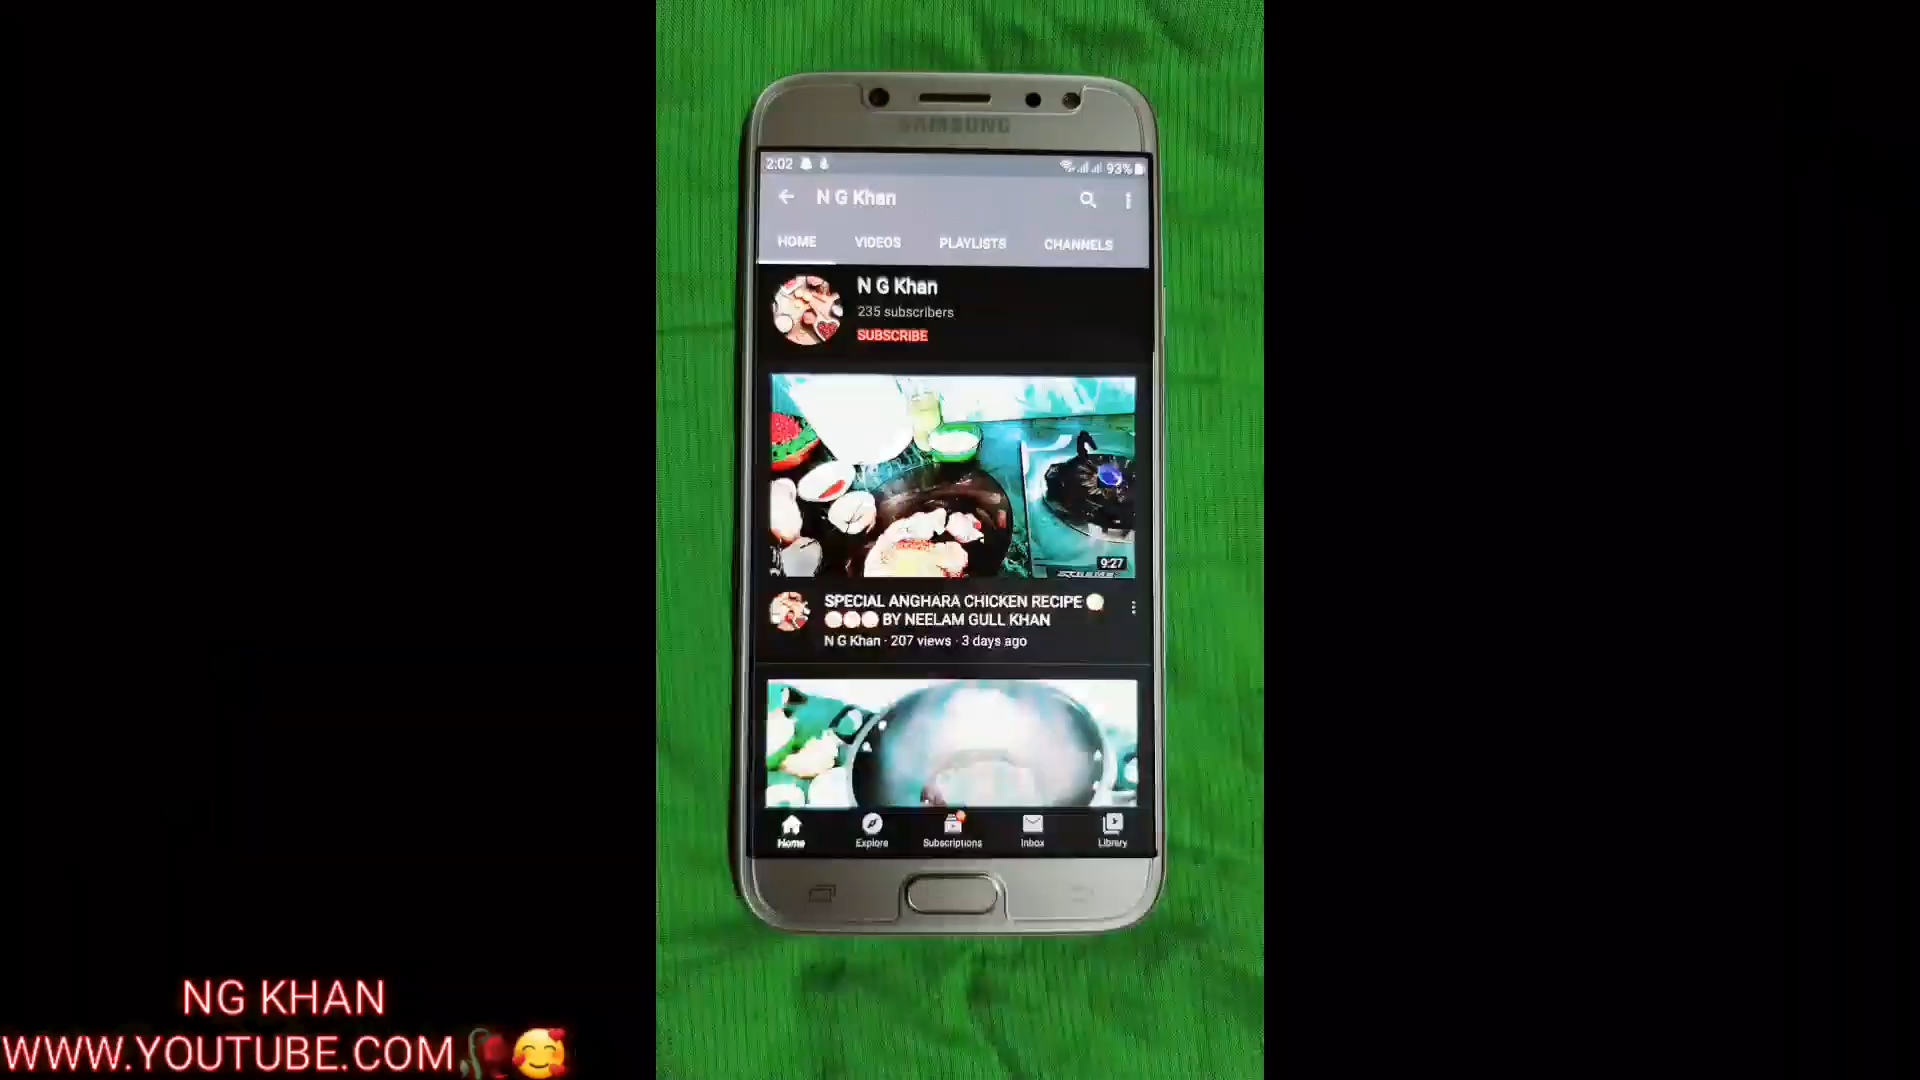 SAMSUNG
2:02 93%
N G Khan
HOME VIDEOS PLAYLISTS CHANNELS
N G Khan
235 subscribers
SUBSCRIBE
9:27
SPECIAL ANGHARA CHICKEN RECIPE
BY NEELAM GULL KHAN
N G Khan · 207 views · 3 days ago
Home Explore Subscriptions Inbox Library
NG KHAN
WWW.YOUTUBE.COM🥀🥰